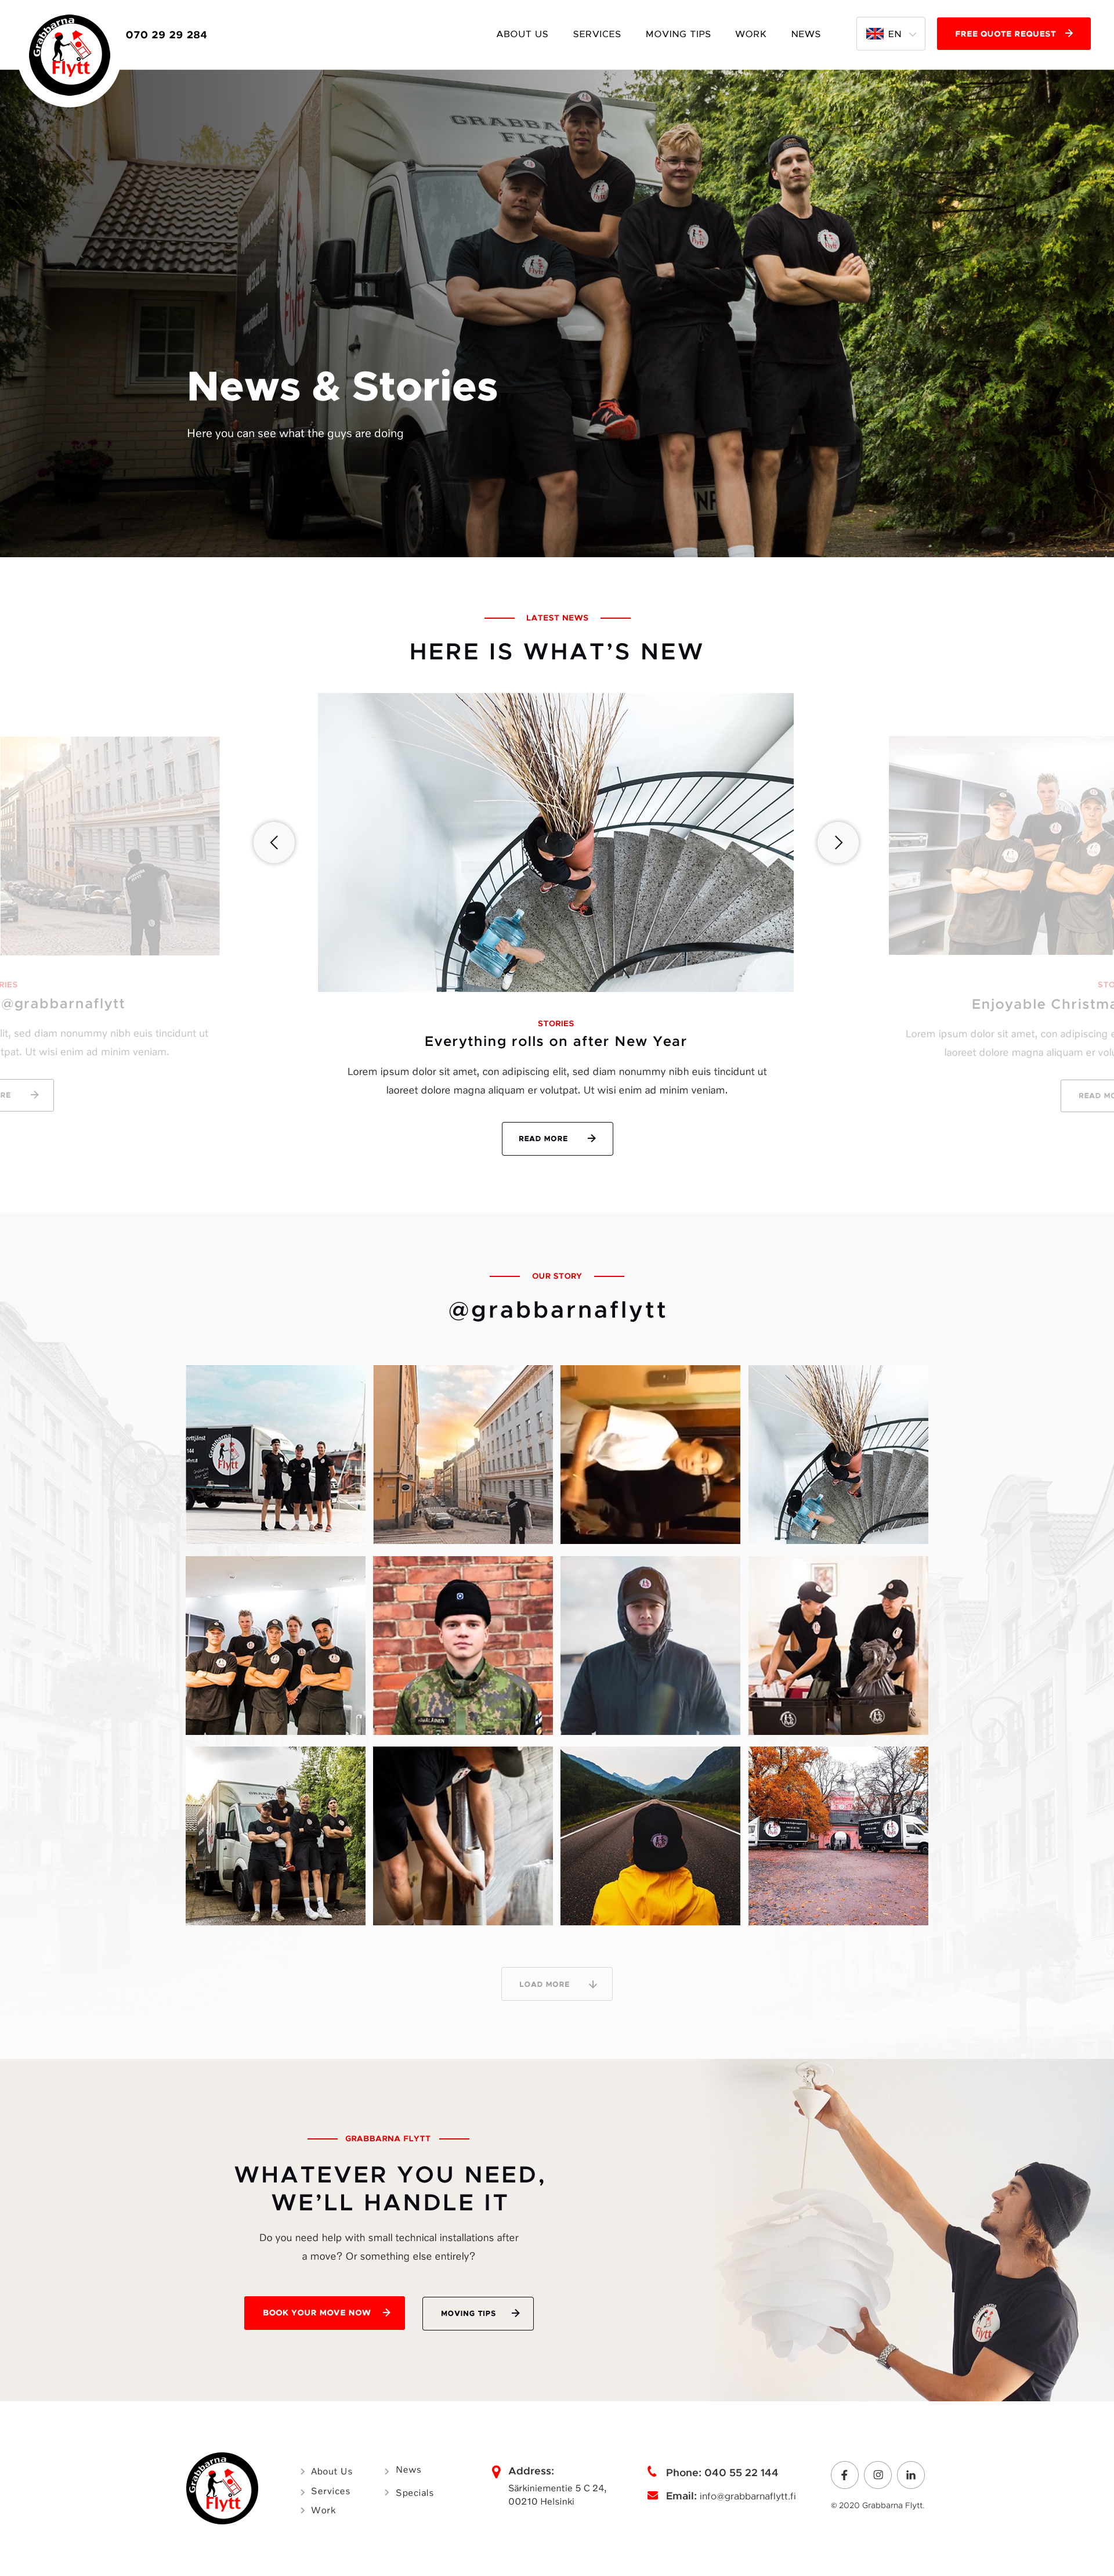 Grabbarna
Flytt
070 29 29 284
ABOUT US
SERVICES
MOVING TIPS
WORK
NEWS
EN
FREE QUOTE REQUEST
GRABBARNA
FLYTT
Flytt
Flytt
Flytt
News & Stories
Here you can see what the guys are doing
LATEST NEWS
HERE IS WHAT'S NEW
RIES
@grabbarnaflytt
lit, sed diam nonummy nibh euis tincidunt ut
tpat. Ut wisi enim ad minim veniam.
RE
STORIES
Everything rolls on after New Year
Lorem ipsum dolor sit amet, con adipiscing elit, sed diam nonummy nibh euis tincidunt ut
laoreet dolore magna aliquam er volutpat. Ut wisi enim ad minim veniam.
READ MORE
STO
Enjoyable Christma
Lorem ipsum dolor sit amet, con adipiscing e
laoreet dolore magna aliquam er volu
READ MO
OUR STORY
@grabbarnaflytt
Flytt
LOAD MORE
GRABBARNA FLYTT
WHATEVER YOU NEED,
WE'LL HANDLE IT
Do you need help with small technical installations after
a move? Or something else entirely?
BOOK YOUR MOVE NOW
MOVING TIPS
Flytt
Grabbarna
Flytt
About Us
Services
Work
News
Specials
Address:
Särkiniementie 5 C 24,
00210 Helsinki
Phone: 040 55 22 144
Email: info@grabbarnaflytt.fi
© 2020 Grabbarna Flytt.